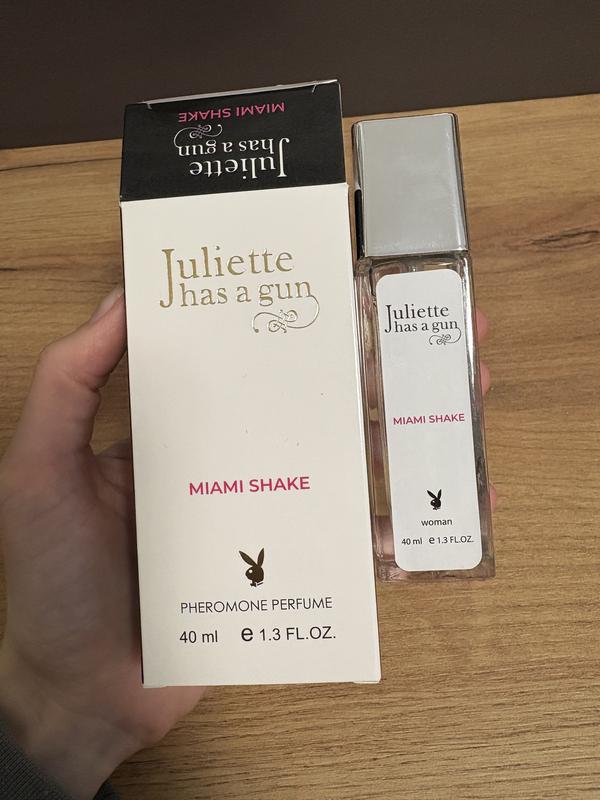 MIAMI SHAKE
Juliette
has a gun
Juliette
has a gun
MIAMI SHAKE
PHEROMONE PERFUME
40 ml e 1.3 FL.OZ.
Juliette
has a gun
MIAMI SHAKE
woman
40 ml e 1.3 FL.OZ.